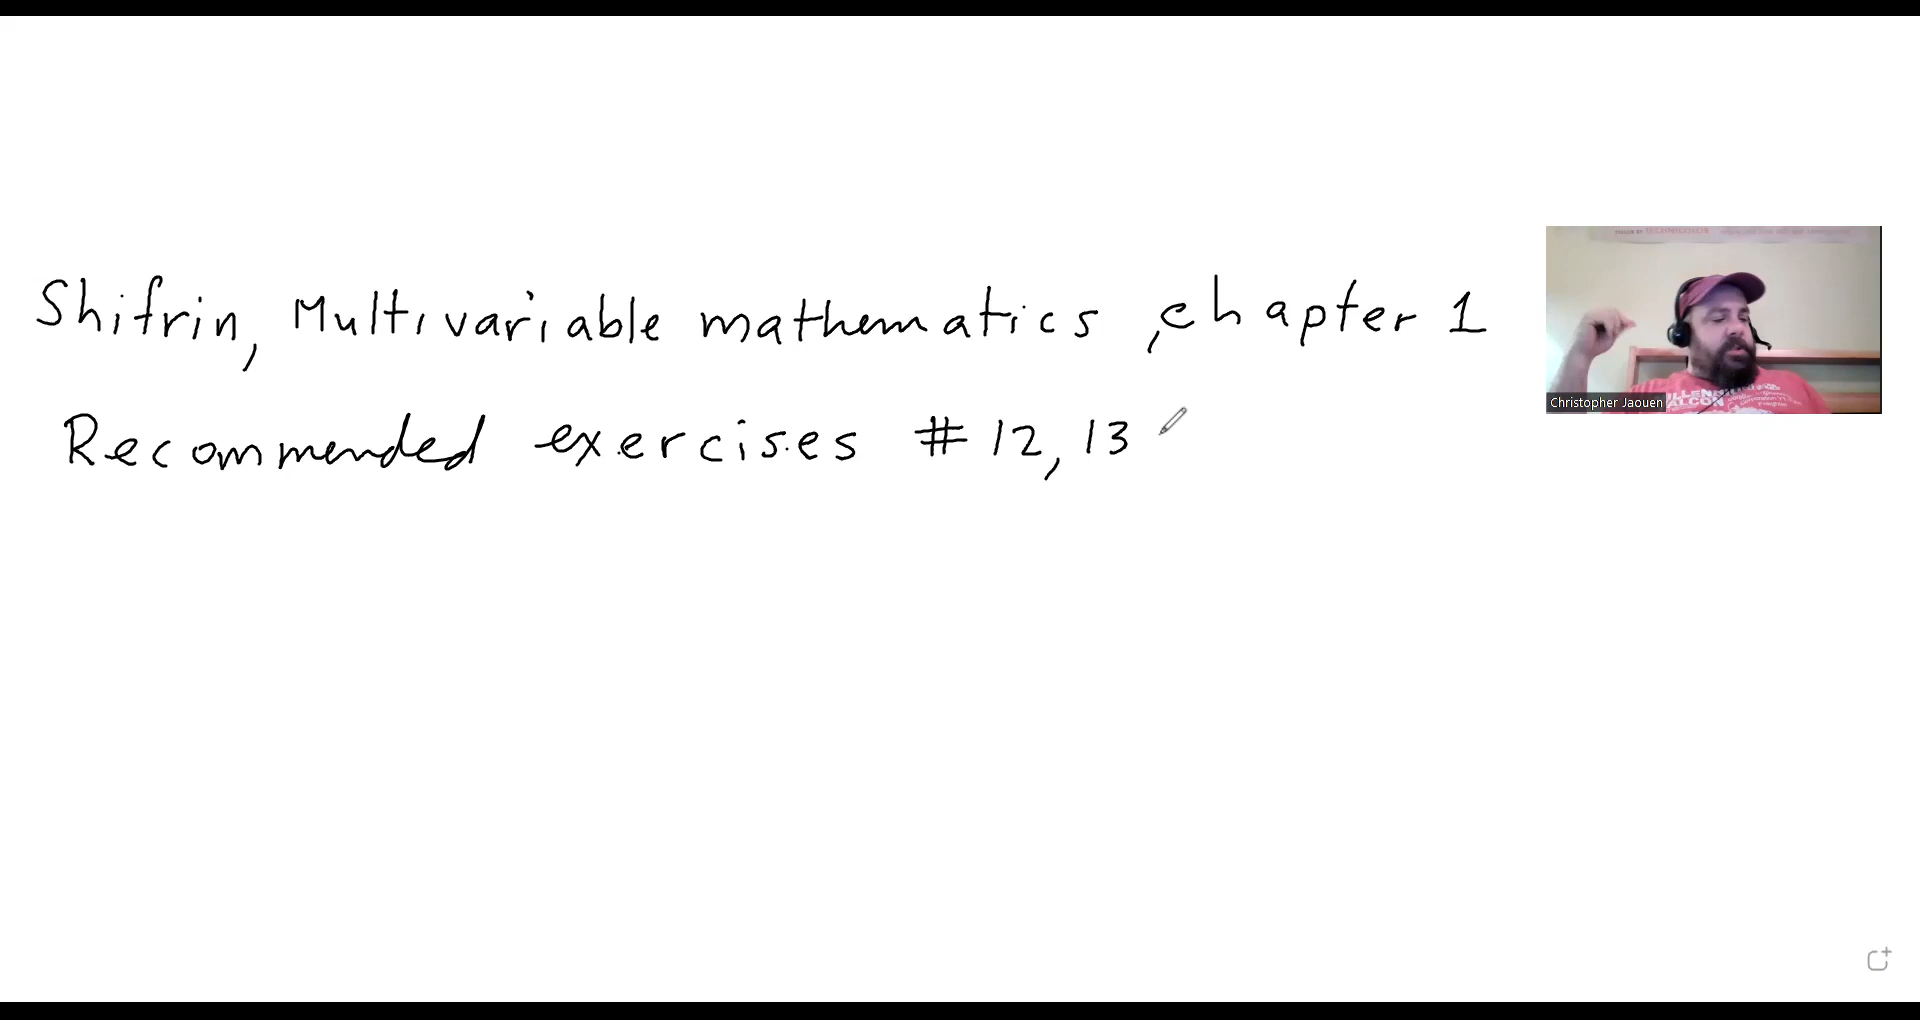 Shifrin, Multivariable mathematics, chapter 1
Recommended exercises # 12, 13
Christopher Jaouen